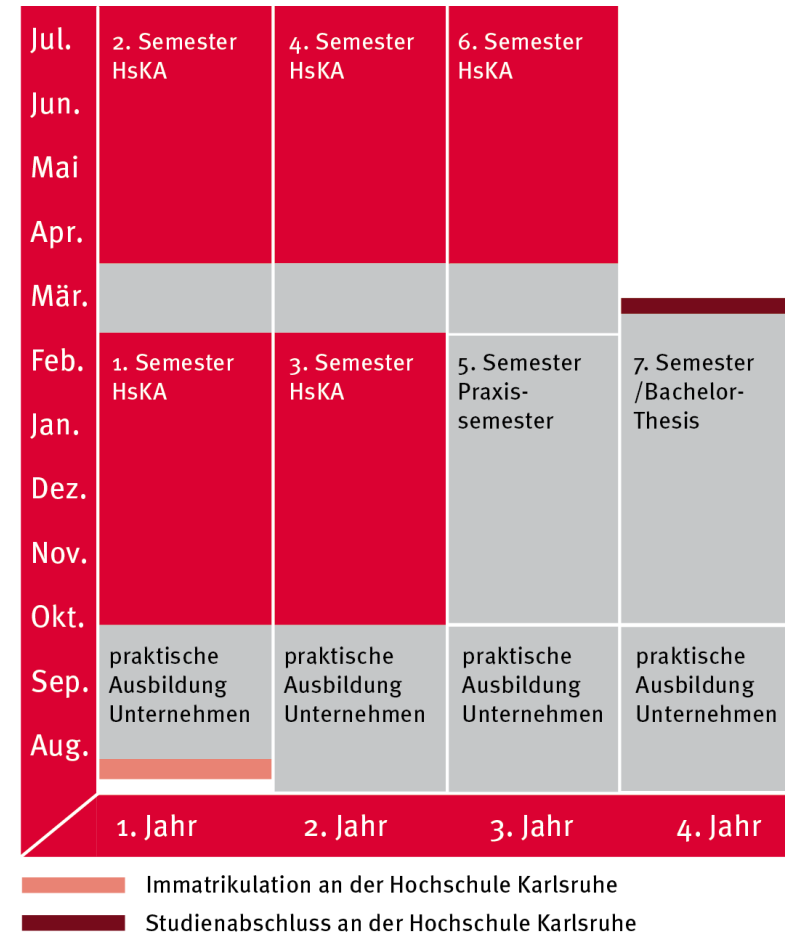 Jul.
Jun.
Mai
Apr.
Mär.
Feb.
Jan.
Dez.
Nov.
Okt.
Sep.
Aug.
2. Semester
HsKA
4. Semester
HsKA
6. Semester
HsKA
1. Semester
HsKA
3. Semester
HsKA
5. Semester
Praxis-
semester
7. Semester
/Bachelor-
Thesis
praktische
Ausbildung
Unternehmen
praktische
Ausbildung
Unternehmen
praktische
Ausbildung
Unternehmen
praktische
Ausbildung
Unternehmen
1. Jahr
2. Jahr
3. Jahr
4. Jahr
Immatrikulation an der Hochschule Karlsruhe
Studienabschluss an der Hochschule Karlsruhe